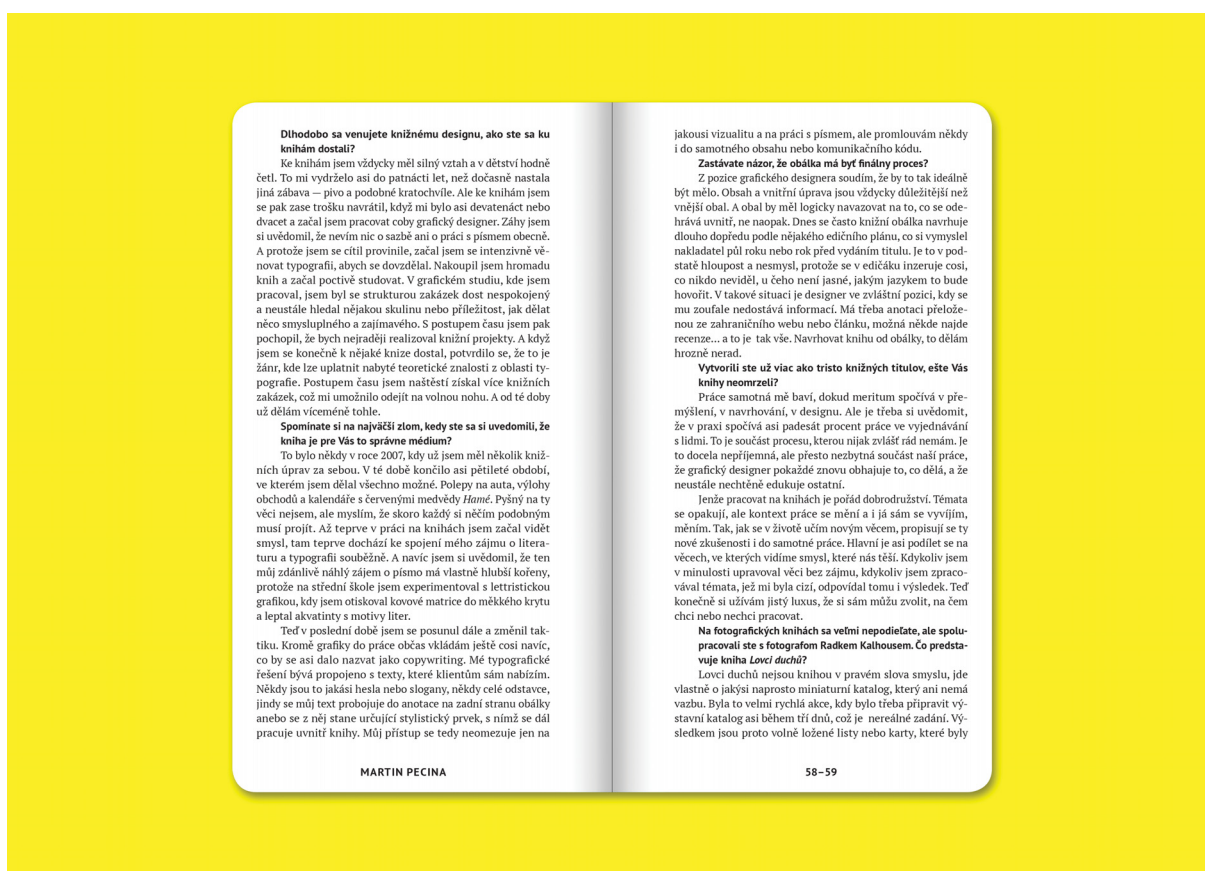 Dlhodobo sa venujete knižnému designu, ako ste sa ku
knihám dostali?
Ke knihám jsem vždycky měl silný vztah a v dětství hodně
četl. To mi vydrželo asi do patnácti let, než dočasně nastala
jiná zábava — pivo a podobné kratochvíle. Ale ke knihám jsem
se pak zase trošku navrátil, když mi bylo asi devatenáct nebo
dvacet a začal jsem pracovat coby grafický designer. Záhy jsem
si uvědomil, že nevím nic o sazbě ani o práci s písmem obecně.
A protože jsem se cítil provinile, začal jsem se intenzivně vě-
novat typografii, abych se dovzdělal. Nakoupil jsem hromadu
knih a začal poctivě studovat. V grafickém studiu, kde jsem
pracoval, jsem byl se strukturou zakázek dost nespokojený
a neustále hledal nějakou skulinu nebo příležitost, jak dělat
něco smysluplného a zajímavého. S postupem času jsem pak
pochopil, že bych nejraději realizoval knižní projekty. A když
jsem se konečně k nějaké knize dostal, potvrdilo se, že to je
žánr, kde lze uplatnit nabyté teoretické znalosti z oblasti ty-
pografie. Postupem času jsem naštěstí získal více knižních
zakázek, což mi umožnilo odejít na volnou nohu. A od té doby
už dělám víceméně tohle.
Spomínate si na najväčší zlom, kedy ste sa si uvedomili, že
kniha je pre Vás to správne médium?
To bylo někdy v roce 2007, kdy už jsem měl několik kniž-
ních úprav za sebou. V té době končilo asi pětileté období,
ve kterém jsem dělal všechno možné. Polepy na auta, výlohy
obchodů a kalendáře s červenými medvědy Hamé. Pyšný na ty
věci nejsem, ale myslím, že skoro každý si něčím podobným
musí projít. Až teprve v práci na knihách jsem začal vidět
smysl, tam teprve dochází ke spojení mého zájmu o litera-
turu a typografii souběžně. A navíc jsem si uvědomil, že ten
můj zdánlivě náhlý zájem o písmo má vlastně hlubší kořeny,
protože na střední škole jsem experimentoval s lettristickou
grafikou, kdy jsem otiskoval kovové matrice do měkkého krytu
a leptal akvatinty s motivy liter.
Teď v poslední době jsem se posunul dále a změnil tak-
tiku. Kromě grafiky do práce občas vkládám ještě cosi navíc,
co by se asi dalo nazvat jako copywriting. Mé typografické
řešení bývá propojeno s texty, které klientům sám nabízím.
Někdy jsou to jakási hesla nebo slogany, někdy celé odstavce,
jindy se můj text probojuje do anotace na zadní stranu obálky
anebo se z něj stane určující stylistický prvek, s nímž se dál
pracuje uvnitř knihy. Můj přístup se tedy neomezuje jen na
MARTIN PECINA
jakousi vizualitu a na práci s písmem, ale promlouvám někdy
i do samotného obsahu nebo komunikačního kódu.
Zastávate názor, že obálka má byť finálny proces?
Z pozice grafického designera soudím, že by to tak ideálně
být mělo. Obsah a vnitřní úprava jsou vždycky důležitější než
vnější obal. A obal by měl logicky navazovat na to, co se ode-
hrává uvnitř, ne naopak. Dnes se často knižní obálka navrhuje
dlouho dopředu podle nějakého edičního plánu, co si vymyslel
nakladatel půl roku nebo rok před vydáním titulu. Je to v pod-
statě hloupost a nesmysl, protože se v edičáku inzeruje cosi,
co nikdo neviděl, u čeho není jasné, jakým jazykem to bude
hovořit. V takové situaci je designer ve zvláštní pozici, kdy se
mu zoufale nedostává informací. Má třeba anotaci přelože-
nou ze zahraničního webu nebo článku, možná někde najde
recenze... a to je tak vše. Navrhovat knihu od obálky, to dělám
hrozně nerad.
Vytvorili ste už viac ako tristo knižných titulov, ešte Vás
knihy neomrzeli?
Práce samotná mě baví, dokud meritum spočívá v pře-
mýšlení, v navrhování, v designu. Ale je třeba si uvědomit,
že v praxi spočívá asi padesát procent práce ve vyjednávání
s lidmi. To je součást procesu, kterou nijak zvlášť rád nemám. Je
to docela nepříjemná, ale přesto nezbytná součást naší práce,
že grafický designer pokaždé znovu obhajuje to, co dělá, a že
neustále nechtěně edukuje ostatní.
Jenže pracovat na knihách je pořád dobrodružství. Témata
se opakují, ale kontext práce se mění a i já sám se vyvíjím,
měním. Tak, jak se v životě učím novým věcem, propisují se ty
nové zkušenosti i do samotné práce. Hlavní je asi podílet se na
věcech, ve kterých vidíme smysl, které nás těší. Kdykoliv jsem
v minulosti upravoval věci bez zájmu, kdykoliv jsem zpraco-
vával témata, jež mi byla cizí, odpovídal tomu i výsledek. Teď
konečně si užívám jistý luxus, že si sám můžu zvolit, na čem
chci nebo nechci pracovat.
Na fotografických knihách sa veľmi nepodieľate, ale spolu-
pracovali ste s fotografom Radkem Kalhousem. Čo predsta-
vuje kniha Lovci duchů?
Lovci duchů nejsou knihou v pravém slova smyslu, jde
vlastně o jakýsi naprosto miniaturní katalog, který ani nemá
vazbu. Byla to velmi rychlá akce, kdy bylo třeba připravit vý-
stavní katalog asi během tří dnů, což je nereálné zadání. Vý-
sledkem jsou proto volně ložené listy nebo karty, které byly
58–59